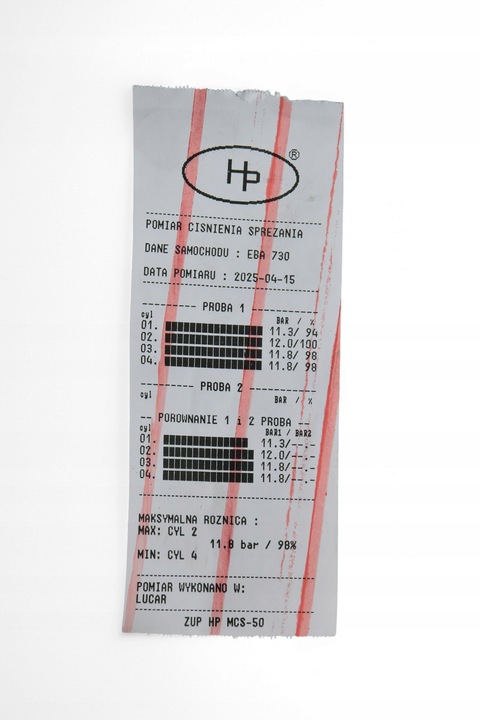 HP ®
POMIAR CISNIENIA SPREZANIA
DANE SAMOCHODU : EBA 730
DATA POMIARU : 2025-04-15
PROBA 1
cyl BAR / %
01. 11.3/ 94
02. 12.0/100
03. 11.8/ 98
04. 11.8/ 98
PROBA 2
cyl BAR / %
POROWNANIE 1 i 2 PROBA
cyl BAR1 / BAR2
01. 11.3/--.-
02. 12.0/--.-
03. 11.8/--.-
04. 11.8/--.-
MAKSYMALNA ROZNICA :
MAX: CYL 2
11.8 bar / 98%
MIN: CYL 4
POMIAR WYKONANO W:
LUCAR
ZUP HP MCS-50